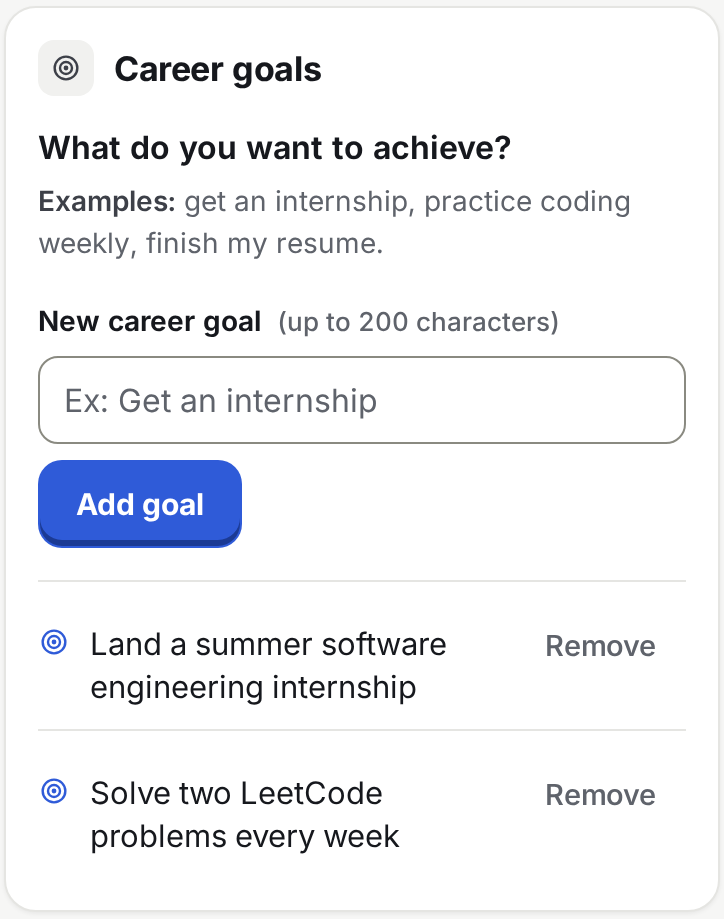 Career goals
What do you want to achieve?
Examples: get an internship, practice coding
weekly, finish my resume.
New career goal (up to 200 characters)
Ex: Get an internship
Add goal
Land a summer software
engineering internship
Remove
Solve two LeetCode
problems every week
Remove